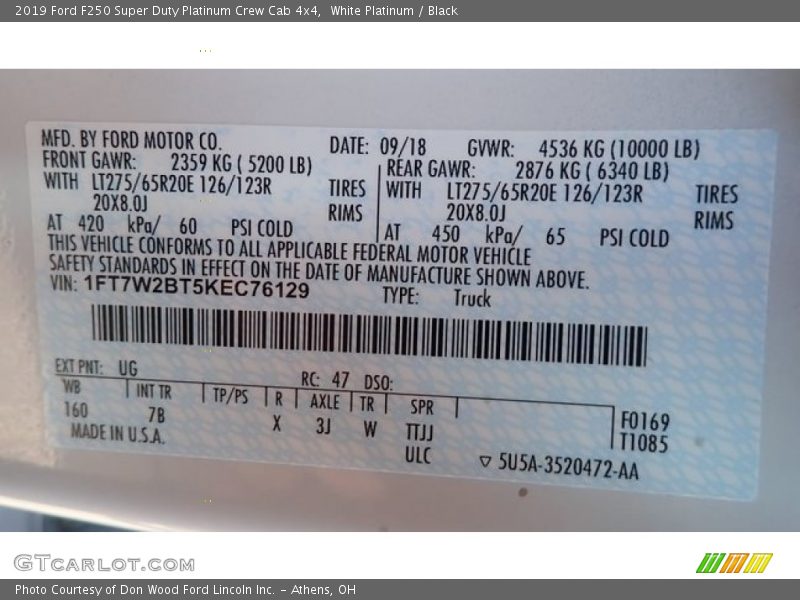 2019 Ford F250 Super Duty Platinum Crew Cab 4x4,  White Platinum / Black
MFD. BY FORD MOTOR CO.
DATE: 09/18 GVWR: 4536 KG (10000 LB)
FRONT GAWR: 2359 KG ( 5200 LB)
REAR GAWR: 2876 KG ( 6340 LB)
WITH LT275/65R20E 126/123R TIRES
WITH LT275/65R20E 126/123R TIRES
20X8.0J RIMS
20X8.0J RIMS
AT 420 kPa/ 60 PSI COLD
AT 450 kPa/ 65 PSI COLD
THIS VEHICLE CONFORMS TO ALL APPLICABLE FEDERAL MOTOR VEHICLE
SAFETY STANDARDS IN EFFECT ON THE DATE OF MANUFACTURE SHOWN ABOVE.
VIN: 1FT7W2BT5KEC76129 TYPE: Truck
EXT PNT: UG RC: 47 DSO:
WB INT TR TP/PS R AXLE TR SPR
160 7B X 3J W TTJJ
F0169
T1085
MADE IN U.S.A.
ULC
▽ 5U5A-3520472-AA
GTCarLot.com
Photo Courtesy of Don Wood Ford Lincoln Inc. - Athens, OH